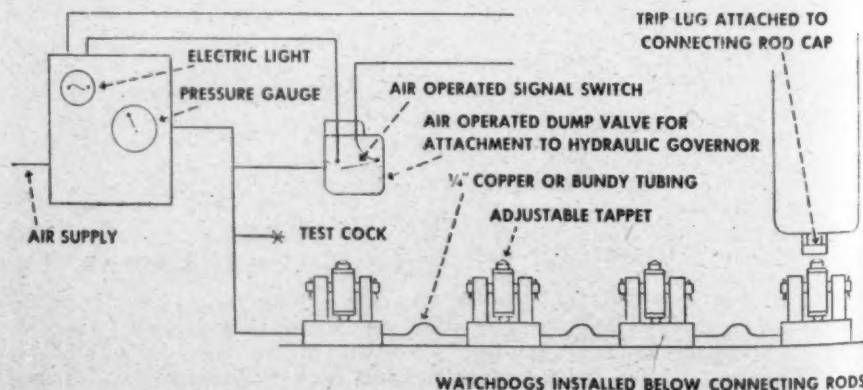 TRIP LUG ATTACHED TO
CONNECTING ROD CAP
ELECTRIC LIGHT
PRESSURE GAUGE
AIR OPERATED SIGNAL SWITCH
AIR OPERATED DUMP VALVE FOR
ATTACHMENT TO HYDRAULIC GOVERNOR
¼" COPPER OR BUNDY TUBING
ADJUSTABLE TAPPET
AIR SUPPLY
TEST COCK
WATCHDOGS INSTALLED BELOW CONNECTING RODS